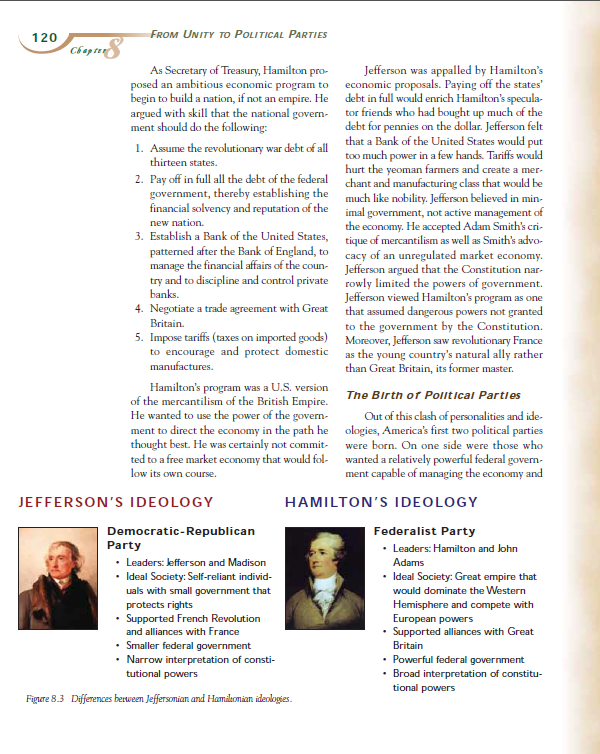 120
FROM UNITY TO POLITICAL PARTIES
Chapter 8
As Secretary of Treasury, Hamilton pro-
posed an ambitious economic program to
begin to build a nation, if not an empire. He
argued with skill that the national govern-
ment should do the following:
1. Assume the revolutionary war debt of all
thirteen states.
2. Pay off in full all the debt of the federal
government, thereby establishing the
financial solvency and reputation of the
new nation.
3. Establish a Bank of the United States,
patterned after the Bank of England, to
manage the financial affairs of the coun-
try and to discipline and control private
banks.
4. Negotiate a trade agreement with Great
Britain.
5. Impose tariffs (taxes on imported goods)
to encourage and protect domestic
manufactures.
Hamilton's program was a U.S. version
of the mercantilism of the British Empire.
He wanted to use the power of the govern-
ment to direct the economy in the path he
thought best. He was certainly not commit-
ted to a free market economy that would fol-
low its own course.
Jefferson was appalled by Hamilton's
economic proposals. Paying off the states'
debt in full would enrich Hamilton's specula-
tor friends who had bought up much of the
debt for pennies on the dollar. Jefferson felt
that a Bank of the United States would put
too much power in a few hands. Tariffs would
hurt the yeoman farmers and create a mer-
chant and manufacturing class that would be
much like nobility. Jefferson believed in min-
imal government, not active management of
the economy. He accepted Adam Smith's cri-
tique of mercantilism as well as Smith's advo-
cacy of an unregulated market economy.
Jefferson argued that the Constitution nar-
rowly limited the powers of government.
Jefferson viewed Hamilton's program as one
that assumed dangerous powers not granted
to the government by the Constitution.
Moreover, Jefferson saw revolutionary France
as the young country's natural ally rather
than Great Britain, its former master.
The Birth of Political Parties
Out of this clash of personalities and ide-
ologies, America's first two political parties
were born. On one side were those who
wanted a relatively powerful federal govern-
ment capable of managing the economy and
JEFFERSON'S IDEOLOGY
Democratic-Republican
Party
• Leaders: Jefferson and Madison
• Ideal Society: Self-reliant individ-
uals with small government that
protects rights
• Supported French Revolution
and alliances with France
• Smaller federal government
• Narrow interpretation of consti-
tutional powers
HAMILTON'S IDEOLOGY
Federalist Party
• Leaders: Hamilton and John
Adams
• Ideal Society: Great empire that
would dominate the Western
Hemisphere and compete with
European powers
• Supported alliances with Great
Britain
• Powerful federal government
• Broad interpretation of constitu-
tional powers
Figure 8.3 Differences between Jeffersonian and Hamiltonian ideologies.